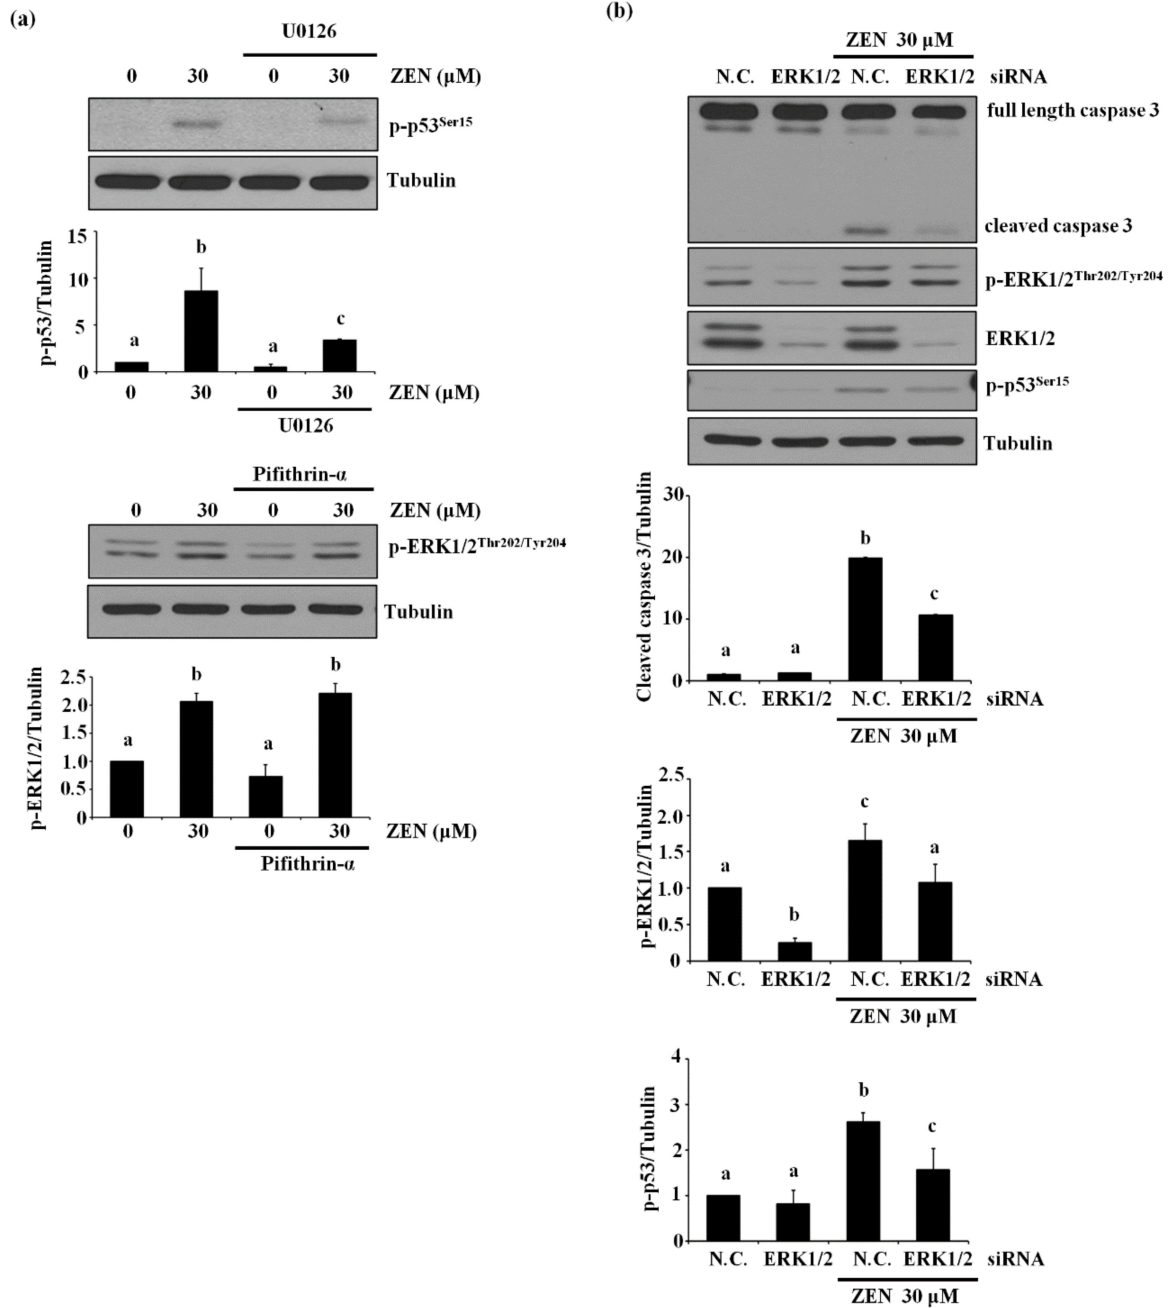 (a)
U0126
0 30 0 30 ZEN (μM)
p-p53Ser15
Tubulin
p-p53/Tubulin
15
10
5
0
a b a c
0 30 0 30 ZEN (μM)
U0126
Pifithrin-α
0 30 0 30 ZEN (μM)
p-ERK1/2Thr202/Tyr204
Tubulin
p-ERK1/2/Tubulin
2.5
2.0
1.5
1.0
0.5
0
a b a b
0 30 0 30 ZEN (μM)
Pifithrin-α
(b)
ZEN 30 μM
N.C. ERK1/2 N.C. ERK1/2 siRNA
full length caspase 3
cleaved caspase 3
p-ERK1/2Thr202/Tyr204
ERK1/2
p-p53Ser15
Tubulin
Cleaved caspase 3/Tubulin
30
20
10
0
a a b c
N.C. ERK1/2 N.C. ERK1/2 siRNA
ZEN 30 μM
p-ERK1/2/Tubulin
2.5
2.0
1.5
1.0
0.5
0
a b c a
N.C. ERK1/2 N.C. ERK1/2 siRNA
ZEN 30 μM
p-p53/Tubulin
4
3
2
1
0
a a b c
N.C. ERK1/2 N.C. ERK1/2 siRNA
ZEN 30 μM